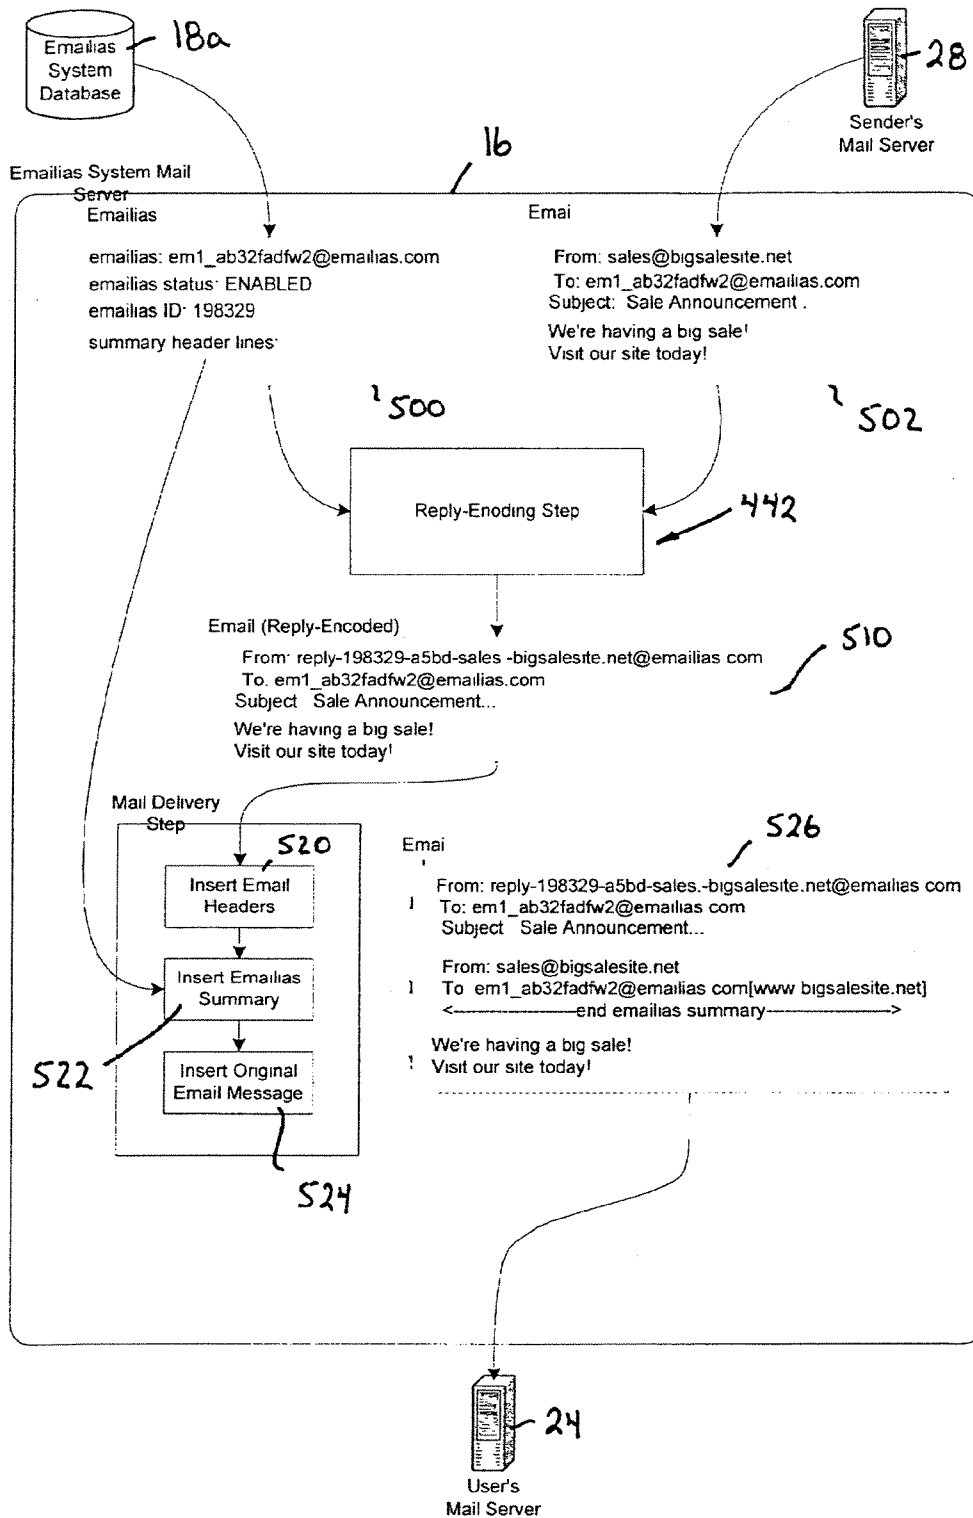 Emailias
System
Database
18a
28
Sender's
Mail Server
16
Emailias System Mail
Server
Emailias
emailias: em1_ab32fadfw2@emailias.com
emailias status: ENABLED
emailias ID: 198329
summary header lines:
Emai
From: sales@bigsalesite.net
To: em1_ab32fadfw2@emailias.com
Subject: Sale Announcement .
We're having a big sale!
Visit our site today!
500
502
Reply-Enoding Step
442
Email (Reply-Encoded)
From: reply-198329-a5bd-sales -bigsalesite.net@emailias com
To. em1_ab32fadfw2@emailias.com
Subject Sale Announcement...
We're having a big sale!
Visit our site today!
510
Mail Delivery
Step
520
Insert Email
Headers
Insert Emailias
Summary
522
Insert Original
Email Message
524
Emai
526
From: reply-198329-a5bd-sales.-bigsalesite.net@emailias com
To: em1_ab32fadfw2@emailias com
Subject Sale Announcement...
From: sales@bigsalesite.net
To em1_ab32fadfw2@emailias com[www bigsalesite.net]
<--------------------end emailias summary-------------------->
We're having a big sale!
Visit our site today!
24
User's
Mail Server